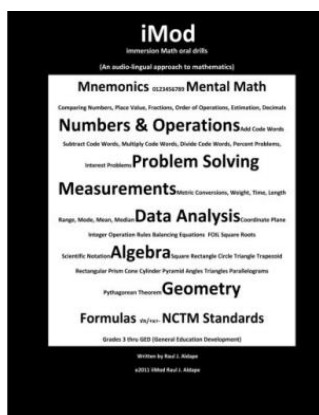 iMod
immersion Math oral drills
(An audio-lingual approach to mathematics)
Mnemonics 0123456789 Mental Math
Comparing Numbers, Place Value, Fractions, Order of Operations, Estimation, Decimals
Numbers & Operations Add Code Words
Subtract Code Words, Multiply Code Words, Divide Code Words, Percent Problems,
Interest Problems Problem Solving
Measurements Metric Conversions, Weight, Time, Length
Range, Mode, Mean, Median Data Analysis Coordinate Plane
Integer Operation Rules Balancing Equations FOIL Square Roots
Scientific Notation Algebra Square Rectangle Circle Triangle Trapezoid
Rectangular Prism Cone Cylinder Pyramid Angles Triangles Parallelograms
Pythagorean Theorem Geometry
Formulas NCTM Standards
Grades 3 thru GED (General Education Development)
Written by Raul J. Aldape
©2011 iMod Raul J. Aldape